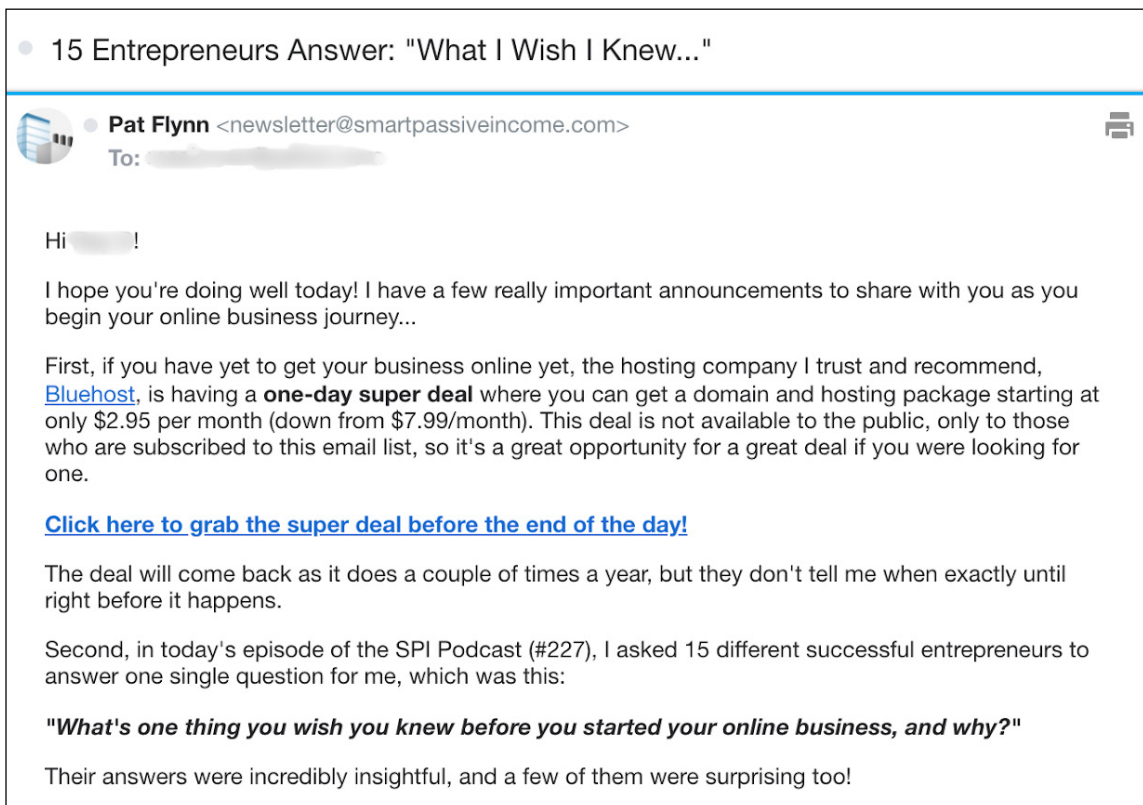 15 Entrepreneurs Answer: "What I Wish I Knew..."
Pat Flynn <newsletter@smartpassiveincome.com>
To:
Hi !
I hope you're doing well today! I have a few really important announcements to share with you as you
begin your online business journey...
First, if you have yet to get your business online yet, the hosting company I trust and recommend,
Bluehost, is having a one-day super deal where you can get a domain and hosting package starting at
only $2.95 per month (down from $7.99/month). This deal is not available to the public, only to those
who are subscribed to this email list, so it's a great opportunity for a great deal if you were looking for
one.
Click here to grab the super deal before the end of the day!
The deal will come back as it does a couple of times a year, but they don't tell me when exactly until
right before it happens.
Second, in today's episode of the SPI Podcast (#227), I asked 15 different successful entrepreneurs to
answer one single question for me, which was this:
"What's one thing you wish you knew before you started your online business, and why?"
Their answers were incredibly insightful, and a few of them were surprising too!